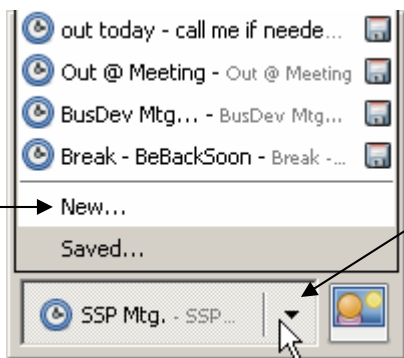 out today - call me if neede...
Out @ Meeting - Out @ Meeting
BusDev Mtg... - BusDev Mtg...
Break - BeBackSoon - Break -...
New...
Saved...
SSP Mtg. - SSP...